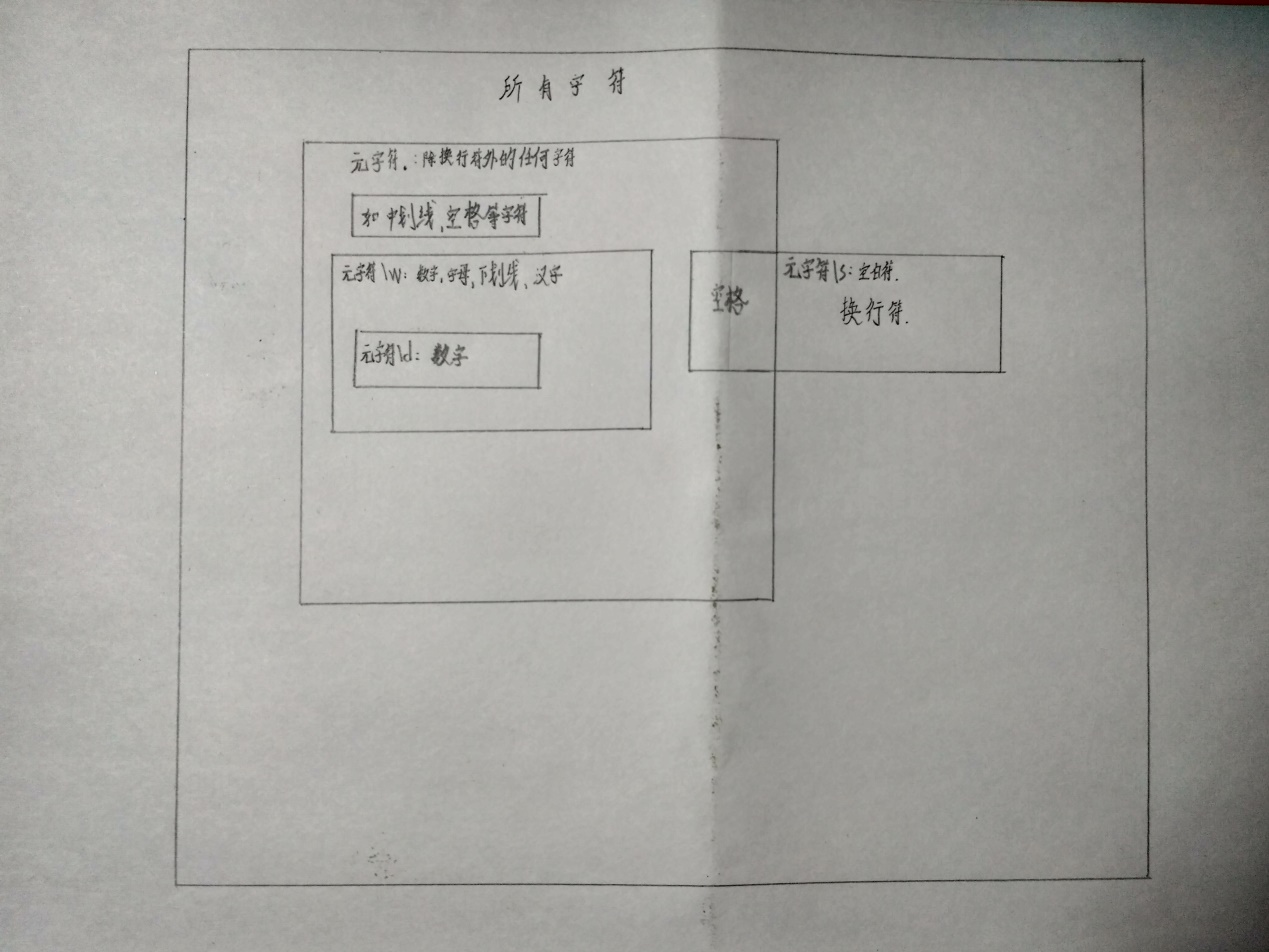 所有字符
元字符.:除换行符外的任何字符
如中划线,空格等字符
元字符\w:数字,字母,下划线、汉字
元字符\s:空白符.
空格
换行符.
元字符\d:数字